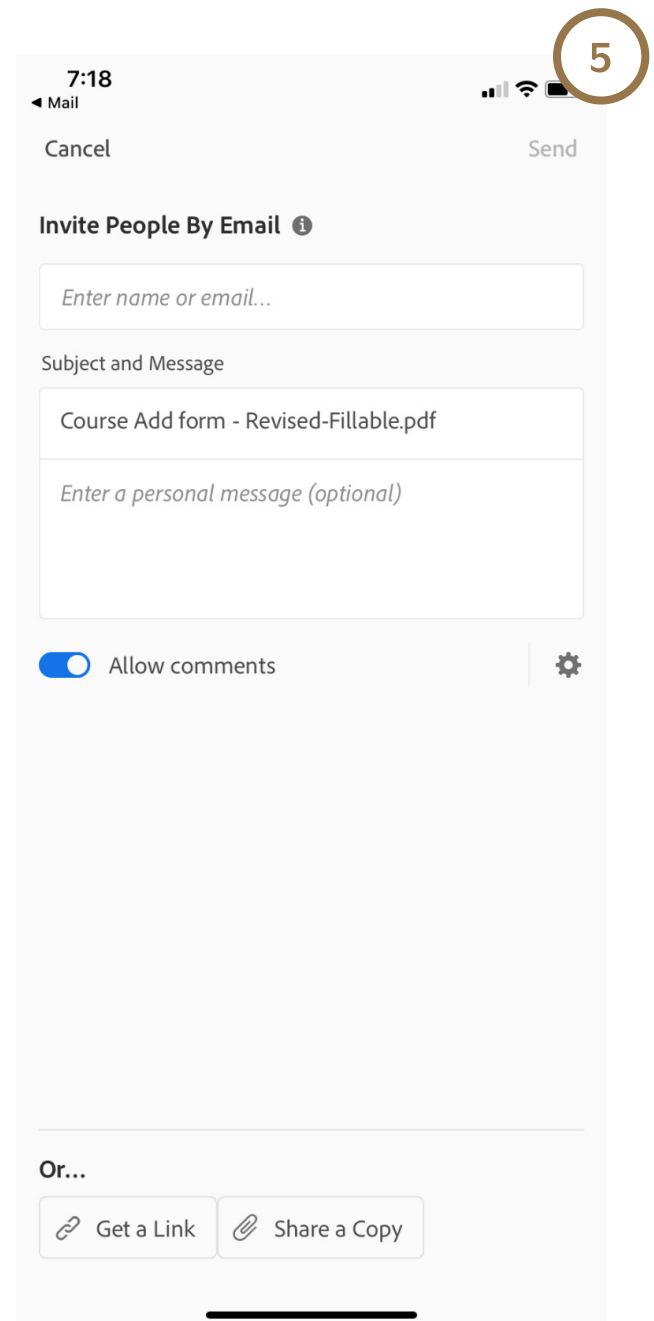 5
7:18
◀ Mail
Cancel Send
Invite People By Email
Enter name or email...
Subject and Message
Course Add form - Revised-Fillable.pdf
Enter a personal message (optional)
Allow comments
Or...
Get a Link Share a Copy